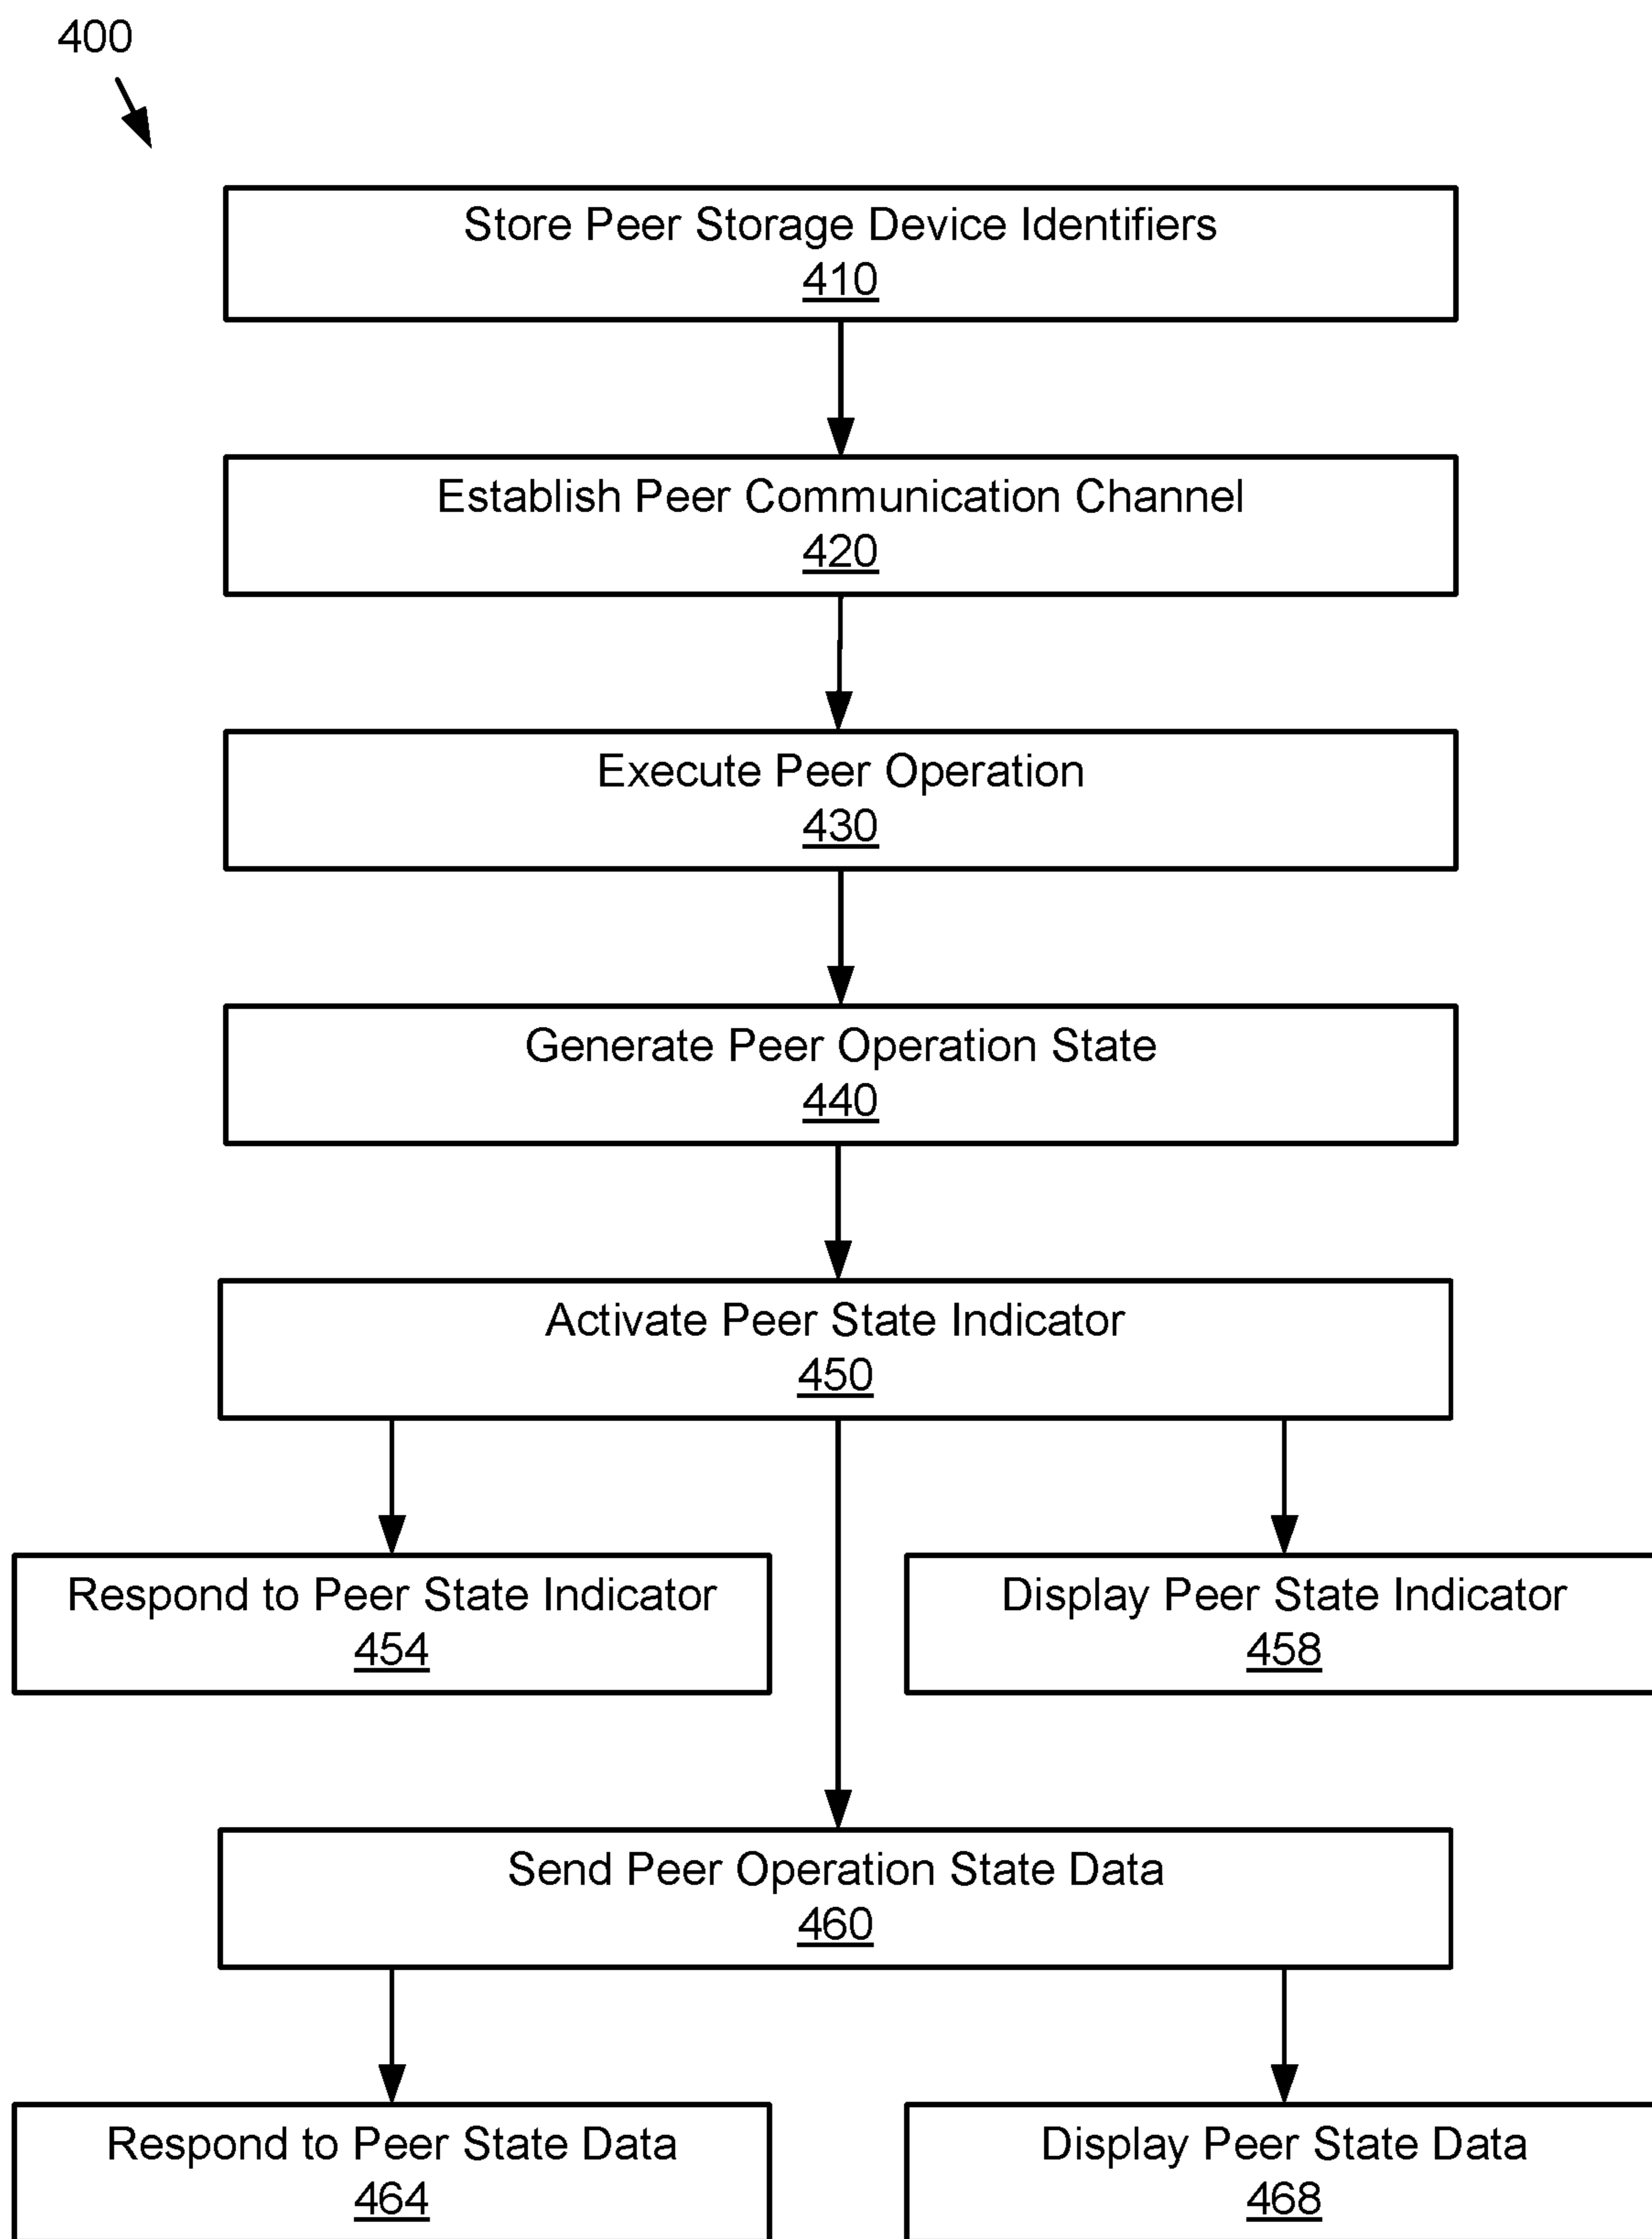 400
Store Peer Storage Device Identifiers
410
Establish Peer Communication Channel
420
Execute Peer Operation
430
Generate Peer Operation State
440
Activate Peer State Indicator
450
Respond to Peer State Indicator
454
Display Peer State Indicator
458
Send Peer Operation State Data
460
Respond to Peer State Data
464
Display Peer State Data
468